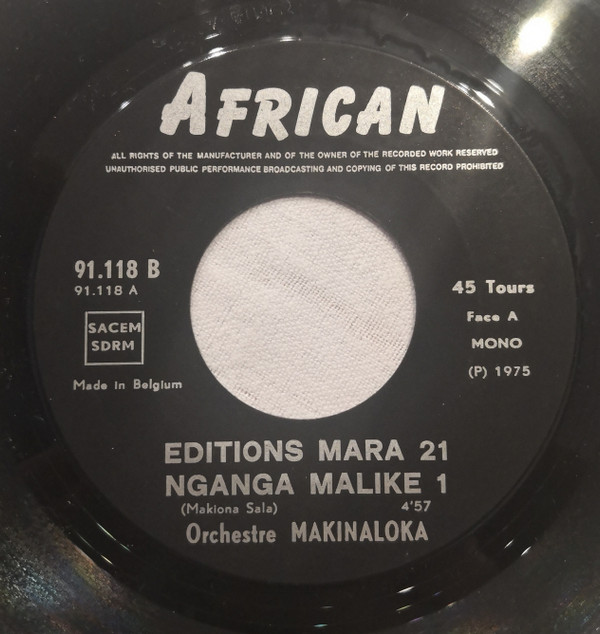 AFRICAN
ALL RIGHTS OF THE MANUFACTURER AND OF THE OWNER OF THE RECORDED WORK RESERVED
UNAUTHORISED PUBLIC PERFORMANCE BROADCASTING AND COPYING OF THIS RECORD PROHIBITED
91.118 B
91.118 A
SACEM
SDRM
Made in Belgium
45 Tours
Face A
MONO
(P) 1975
EDITIONS MARA 21
NGANGA MALIKE 1
(Makiona Sala) 4'57
Orchestre MAKINALOKA